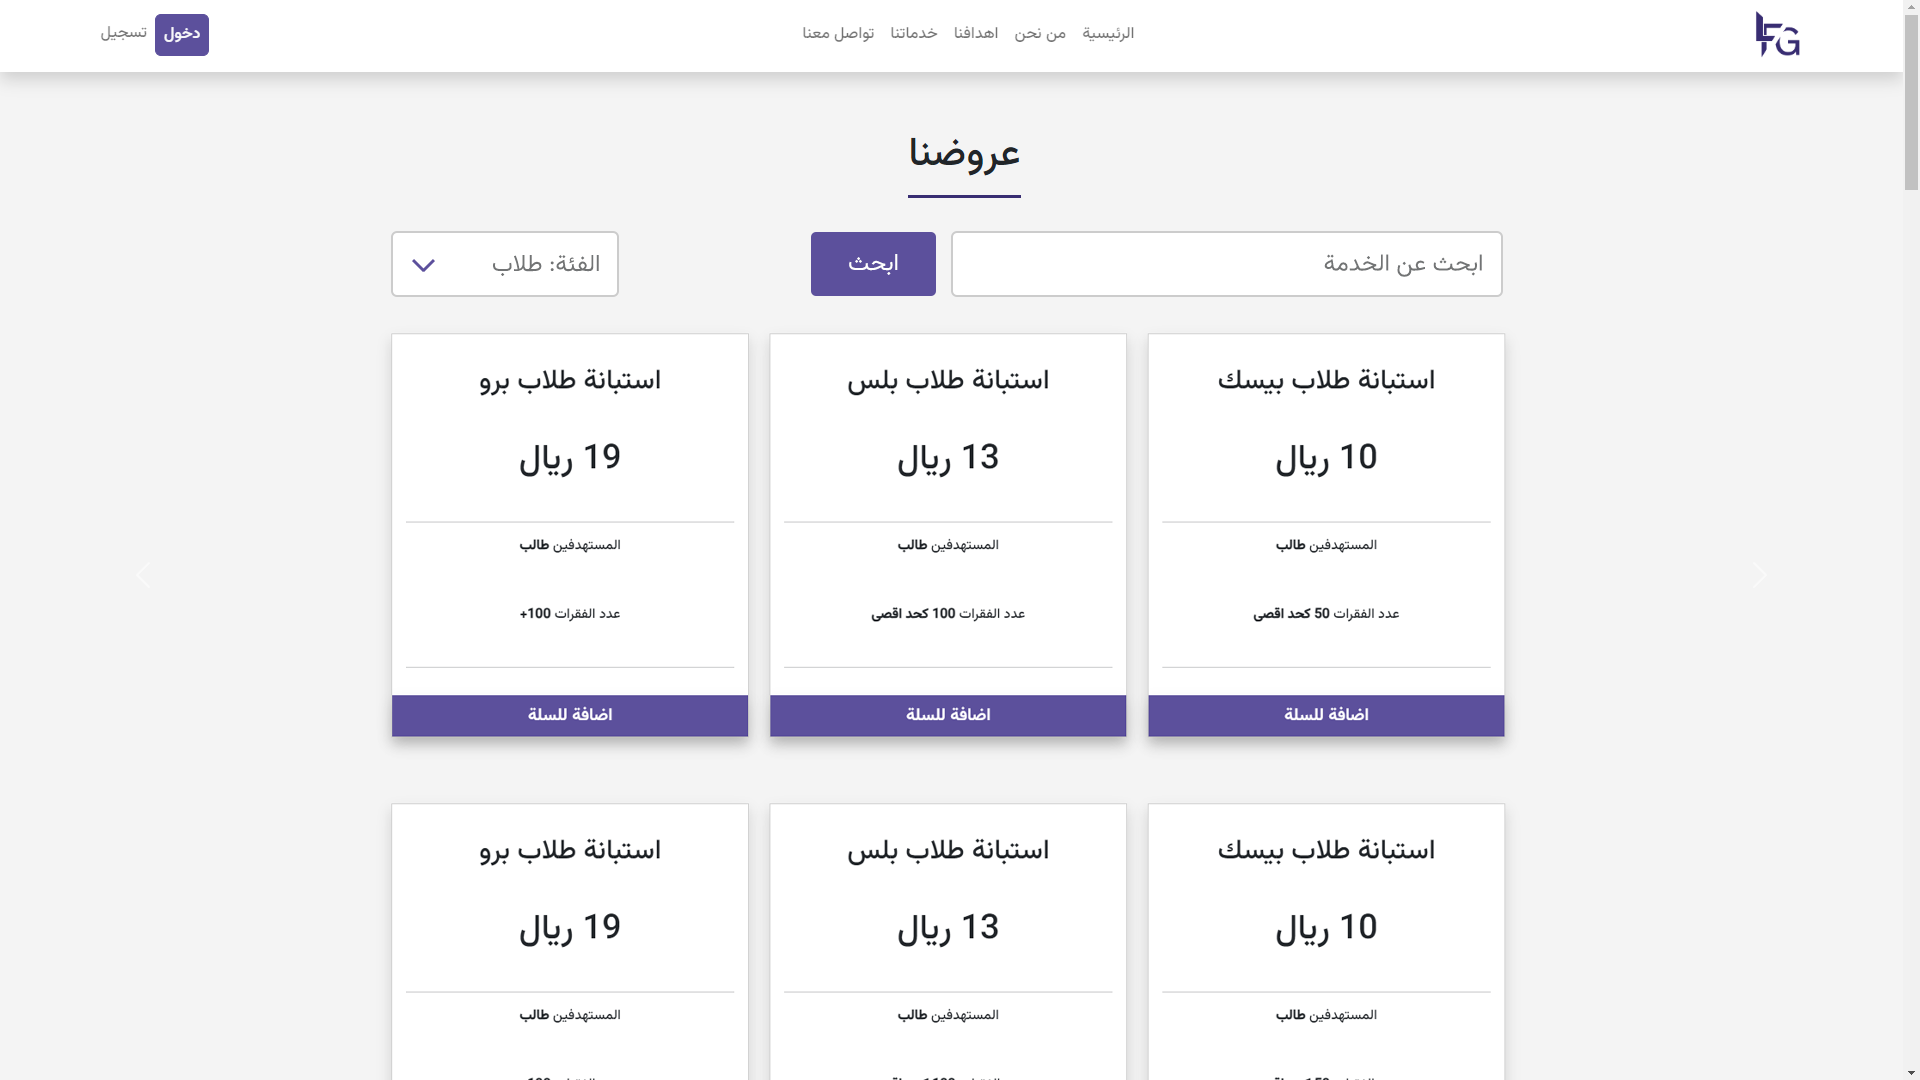 LFG
الرئيسية من نحن اهدافنا خدماتنا تواصل معنا
دخول تسجيل
عروضنا
ابحث عن الخدمة
ابحث
الفئة: طلاب
استبانة طلاب بيسك
10 ريال
المستهدفين طالب
عدد الفقرات 50 كحد اقصى
اضافة للسلة
استبانة طلاب بلس
13 ريال
المستهدفين طالب
عدد الفقرات 100 كحد اقصى
اضافة للسلة
استبانة طلاب برو
19 ريال
المستهدفين طالب
عدد الفقرات 100+
اضافة للسلة
استبانة طلاب بيسك
10 ريال
المستهدفين طالب
استبانة طلاب بلس
13 ريال
المستهدفين طالب
استبانة طلاب برو
19 ريال
المستهدفين طالب